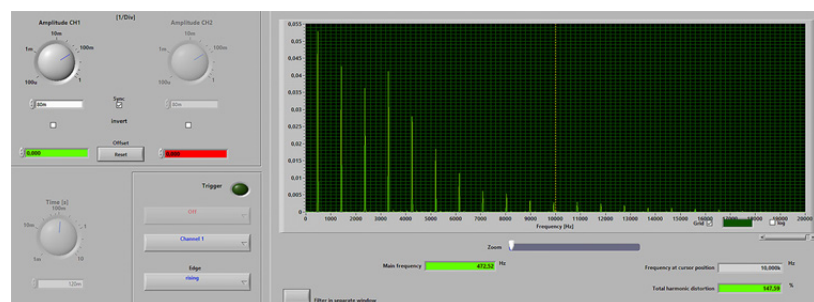 [1/Div]
Amplitude CH1
Amplitude CH2
10m
10m
1m
100m
1m
100m
100u
1
100u
1
80m
Sync
80m
invert
Offset
0,000
Reset
0,000
Time [s]
100m
10m
1
1m
10
120m
Trigger
Off
Channel 1
Edge
rising
0,055
0,05
0,045
0,04
0,035
0,03
0,025
0,02
0,015
0,01
0,005
0
0 1000 2000 3000 4000 5000 6000 7000 8000 9000 10000 11000 12000 13000 14000 15000 16000 17000 18000 19000 20000
Frequency [Hz]
Grid
log
Zoom
Main frequency 472,52 Hz
Frequency at cursor position 10,000k Hz
Total harmonic distortion 147,59 %
Filter in separate window